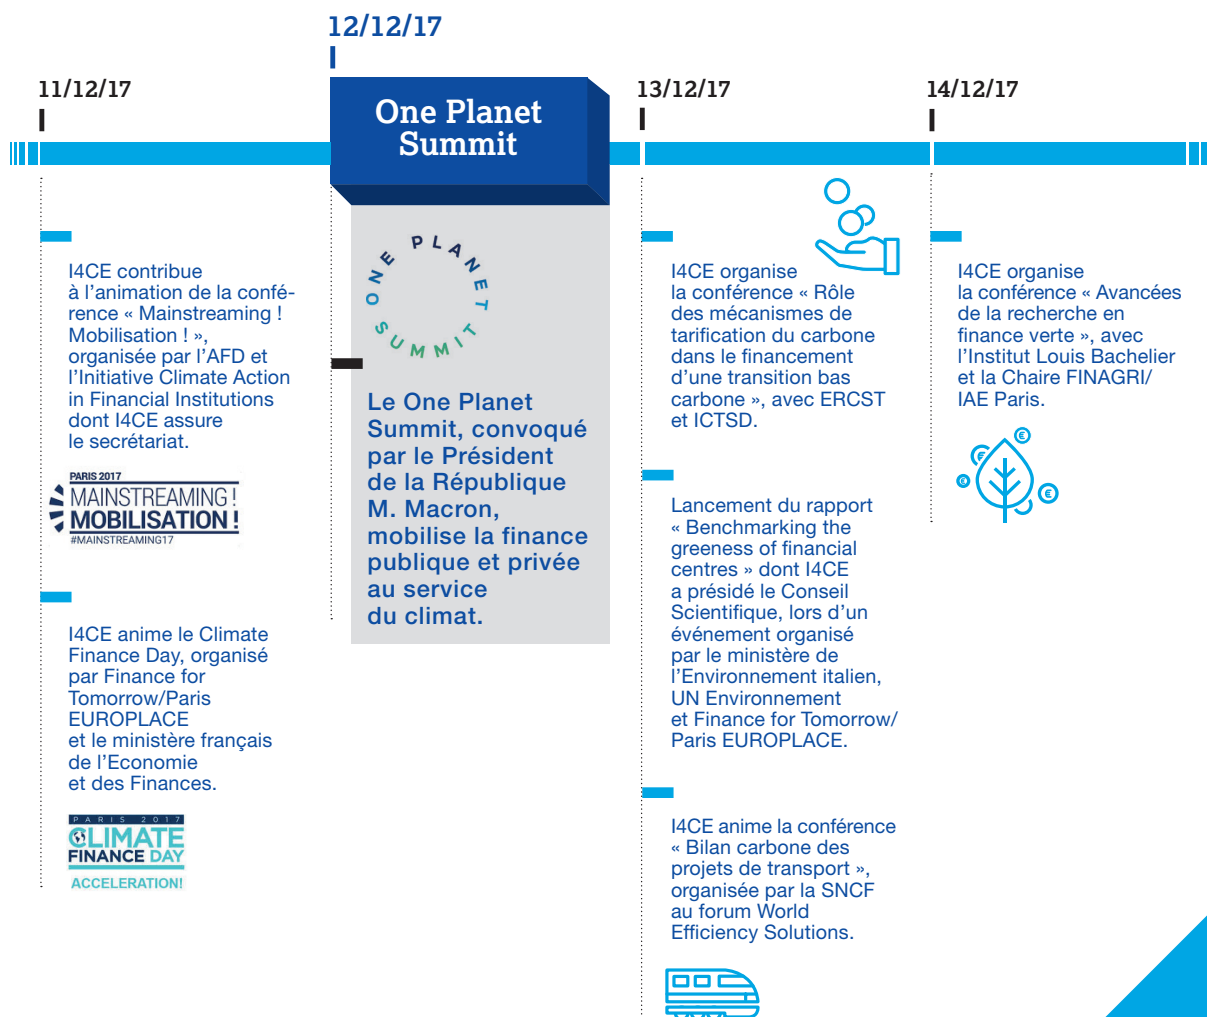 11/12/17
I4CE contribue
à l’animation de la confé-
rence « Mainstreaming !
Mobilisation ! »,
organisée par l’AFD et
l’Initiative Climate Action
in Financial Institutions
dont I4CE assure
le secrétariat.
PARIS 2017
MAINSTREAMING !
MOBILISATION !
#MAINSTREAMING17
I4CE anime le Climate
Finance Day, organisé
par Finance for
Tomorrow/Paris
EUROPLACE
et le ministère français
de l’Economie
et des Finances.
PARIS 2017
CLIMATE
FINANCE DAY
ACCELERATION!
12/12/17
One Planet
Summit
ONE PLANET
SUMMIT
Le One Planet
Summit, convoqué
par le Président
de la République
M. Macron,
mobilise la finance
publique et privée
au service
du climat.
13/12/17
I4CE organise
la conférence « Rôle
des mécanismes de
tarification du carbone
dans le financement
d’une transition bas
carbone », avec ERCST
et ICTSD.
Lancement du rapport
« Benchmarking the
greeness of financial
centres » dont I4CE
a présidé le Conseil
Scientifique, lors d’un
événement organisé
par le ministère de
l’Environnement italien,
UN Environnement
et Finance for Tomorrow/
Paris EUROPLACE.
I4CE anime la conférence
« Bilan carbone des
projets de transport »,
organisée par la SNCF
au forum World
Efficiency Solutions.
14/12/17
I4CE organise
la conférence « Avancées
de la recherche en
finance verte », avec
l’Institut Louis Bachelier
et la Chaire FINAGRI/
IAE Paris.
€
€
€
€